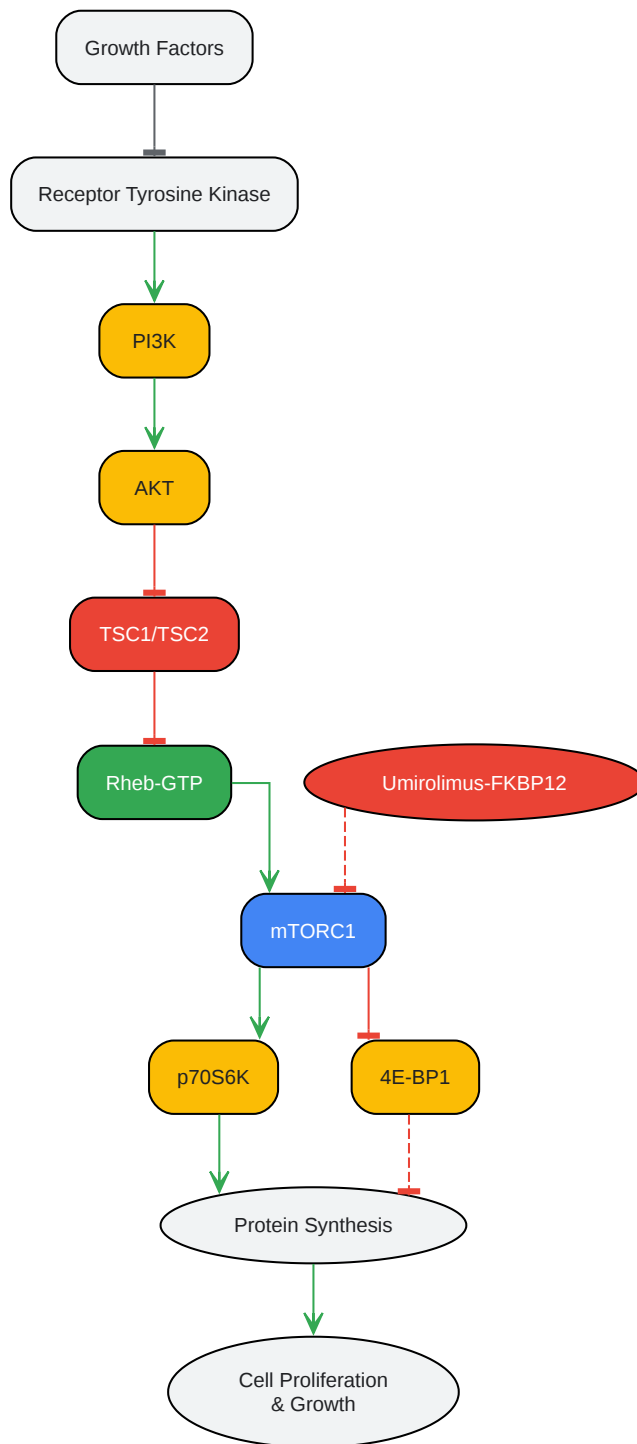 Growth Factors
Receptor Tyrosine Kinase
PI3K
AKT
TSC1/TSC2
Rheb-GTP
Umirolimus-FKBP12
mTORC1
p70S6K
4E-BP1
Protein Synthesis
Cell Proliferation
& Growth